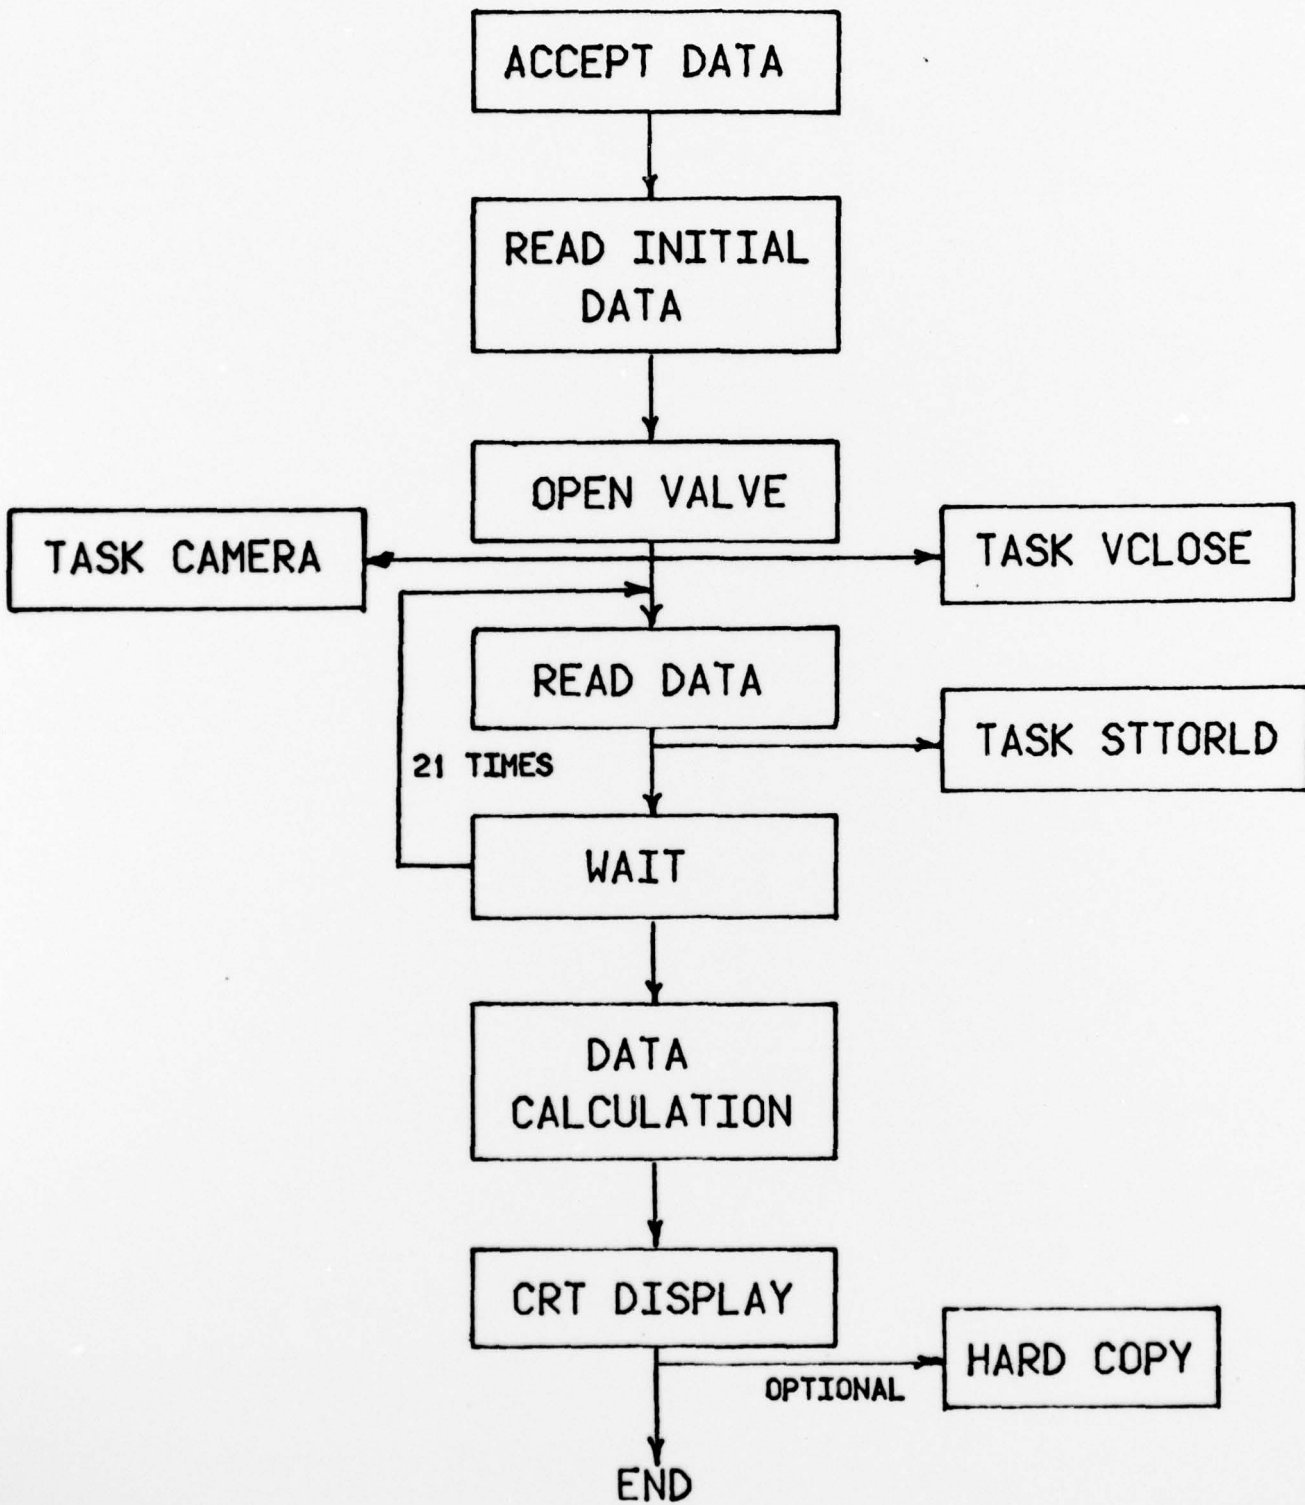 ACCEPT DATA
READ INITIAL
DATA
OPEN VALVE
TASK CAMERA
TASK VCLOSE
READ DATA
TASK STTORLD
21 TIMES
WAIT
DATA
CALCULATION
CRT DISPLAY
HARD COPY
OPTIONAL
END